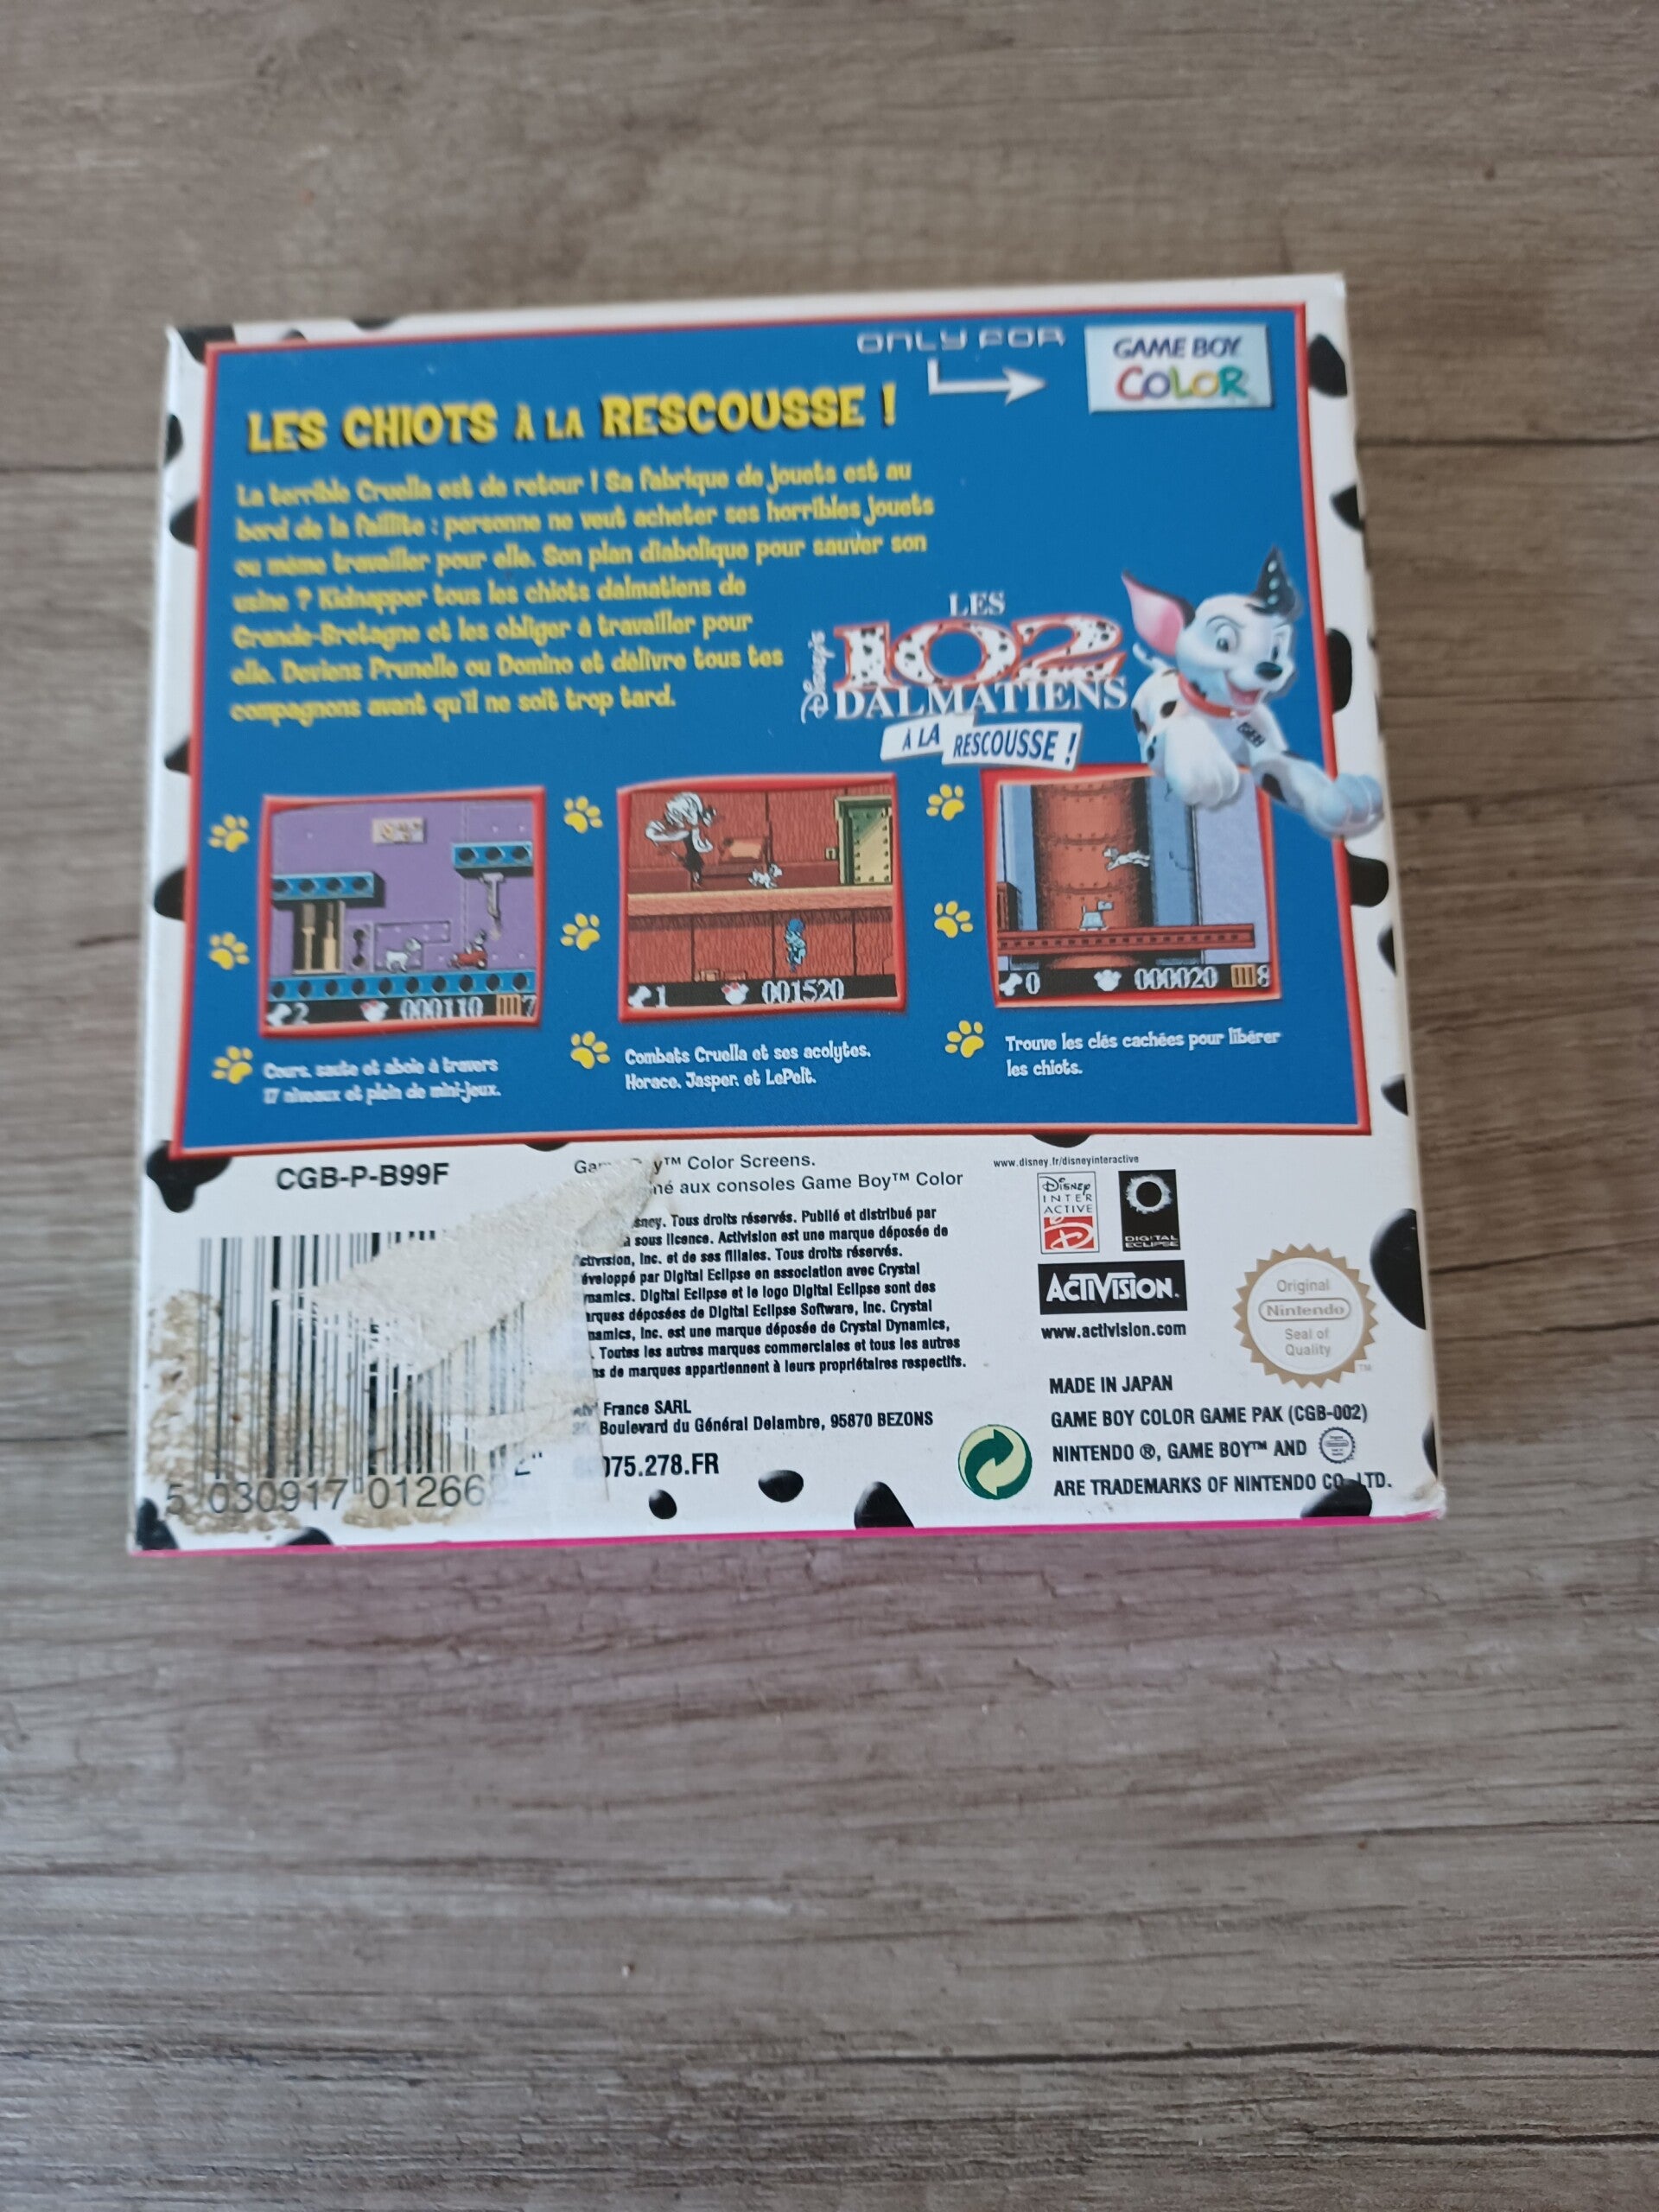 ONLY FOR
GAME BOY
COLOR
LES CHIOTS À LA RESCOUSSE !
La terrible Cruella est de retour ! Sa fabrique de jouets est au
bord de la faillite : personne ne veut acheter ses horribles jouets
ou même travailler pour elle. Son plan diabolique pour sauver son
usine ? Kidnapper tous les chiots dalmatiens de
Grande-Bretagne et les obliger à travailler pour
elle. Deviens Prunelle ou Domino et délivre tous tes
compagnons avant qu'il ne soit trop tard.
Disney's
LES
102
DALMATIENS
À LA RESCOUSSE !
2 000110 7
1 001520
0 000020 8
Cours, saute et aboie à travers
17 niveaux et plein de mini-jeux.
Combats Cruella et ses acolytes,
Horace, Jasper, et LePelt.
Trouve les clés cachées pour libérer
les chiots.
CGB-P-B99F
™ Color Screens.
aux consoles Game Boy™ Color
Tous droits réservés. Publié et distribué par
sous licence. Activision est une marque déposée de
Activision, Inc. et de ses filiales. Tous droits réservés.
éveloppé par Digital Eclipse en association avec Crystal
namics. Digital Eclipse et le logo Digital Eclipse sont des
arques déposées de Digital Eclipse Software, Inc. Crystal
namics, Inc. est une marque déposée de Crystal Dynamics,
. Toutes les autres marques commerciales et tous les autres
ns de marques appartiennent à leurs propriétaires respectifs.
France SARL
Boulevard du Général Delambre, 95870 BEZONS
075.278.FR
5 030917 01266
www.disney.fr/disneyinteractive
DISNEY
INTER
ACTIVE
DIGITAL
ECLIPSE
ACTIVISION.
www.activision.com
Original
Nintendo
Seal of
Quality
TM
MADE IN JAPAN
GAME BOY COLOR GAME PAK (CGB-002)
NINTENDO ®, GAME BOY™ AND
ARE TRADEMARKS OF NINTENDO CO. LTD.